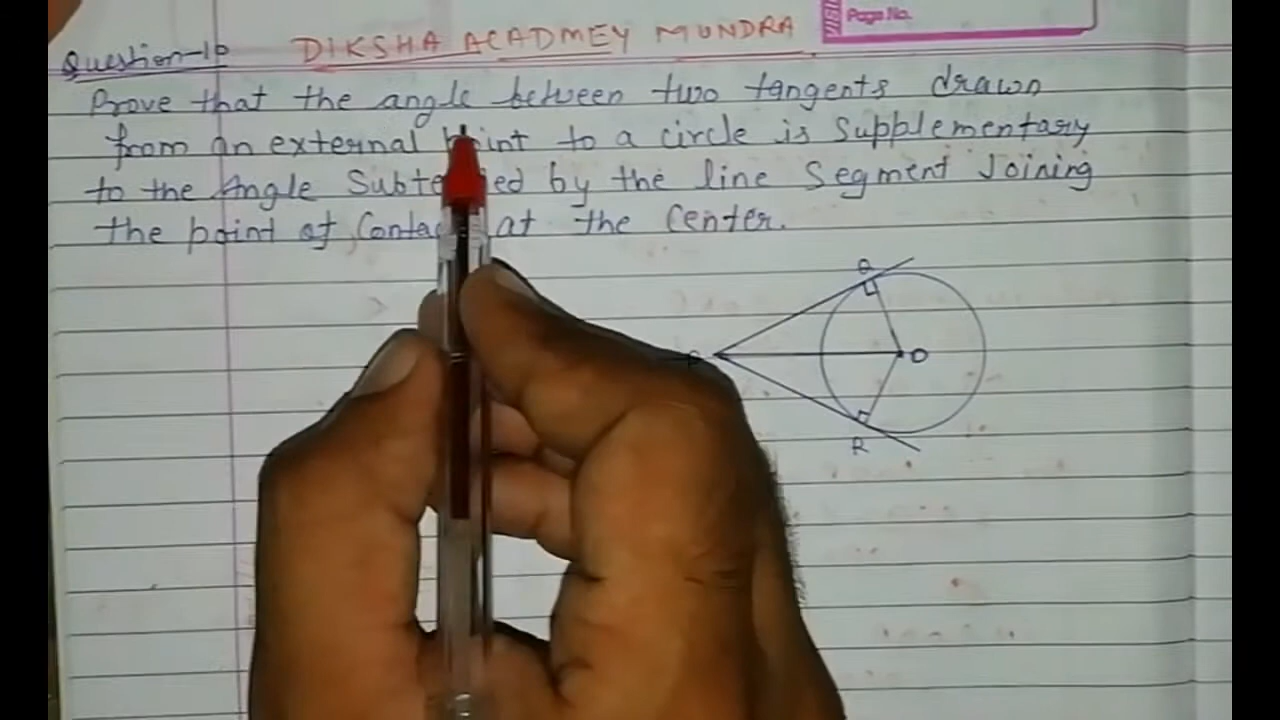 Page No.
Question-10 DIKSHA ACADMEY MUNDRA
Prove that the angle between two tangents drawn
from an external point to a circle is Supplementary
to the Angle by the line Segment Joining
the point of at the Center.
Q
O
R